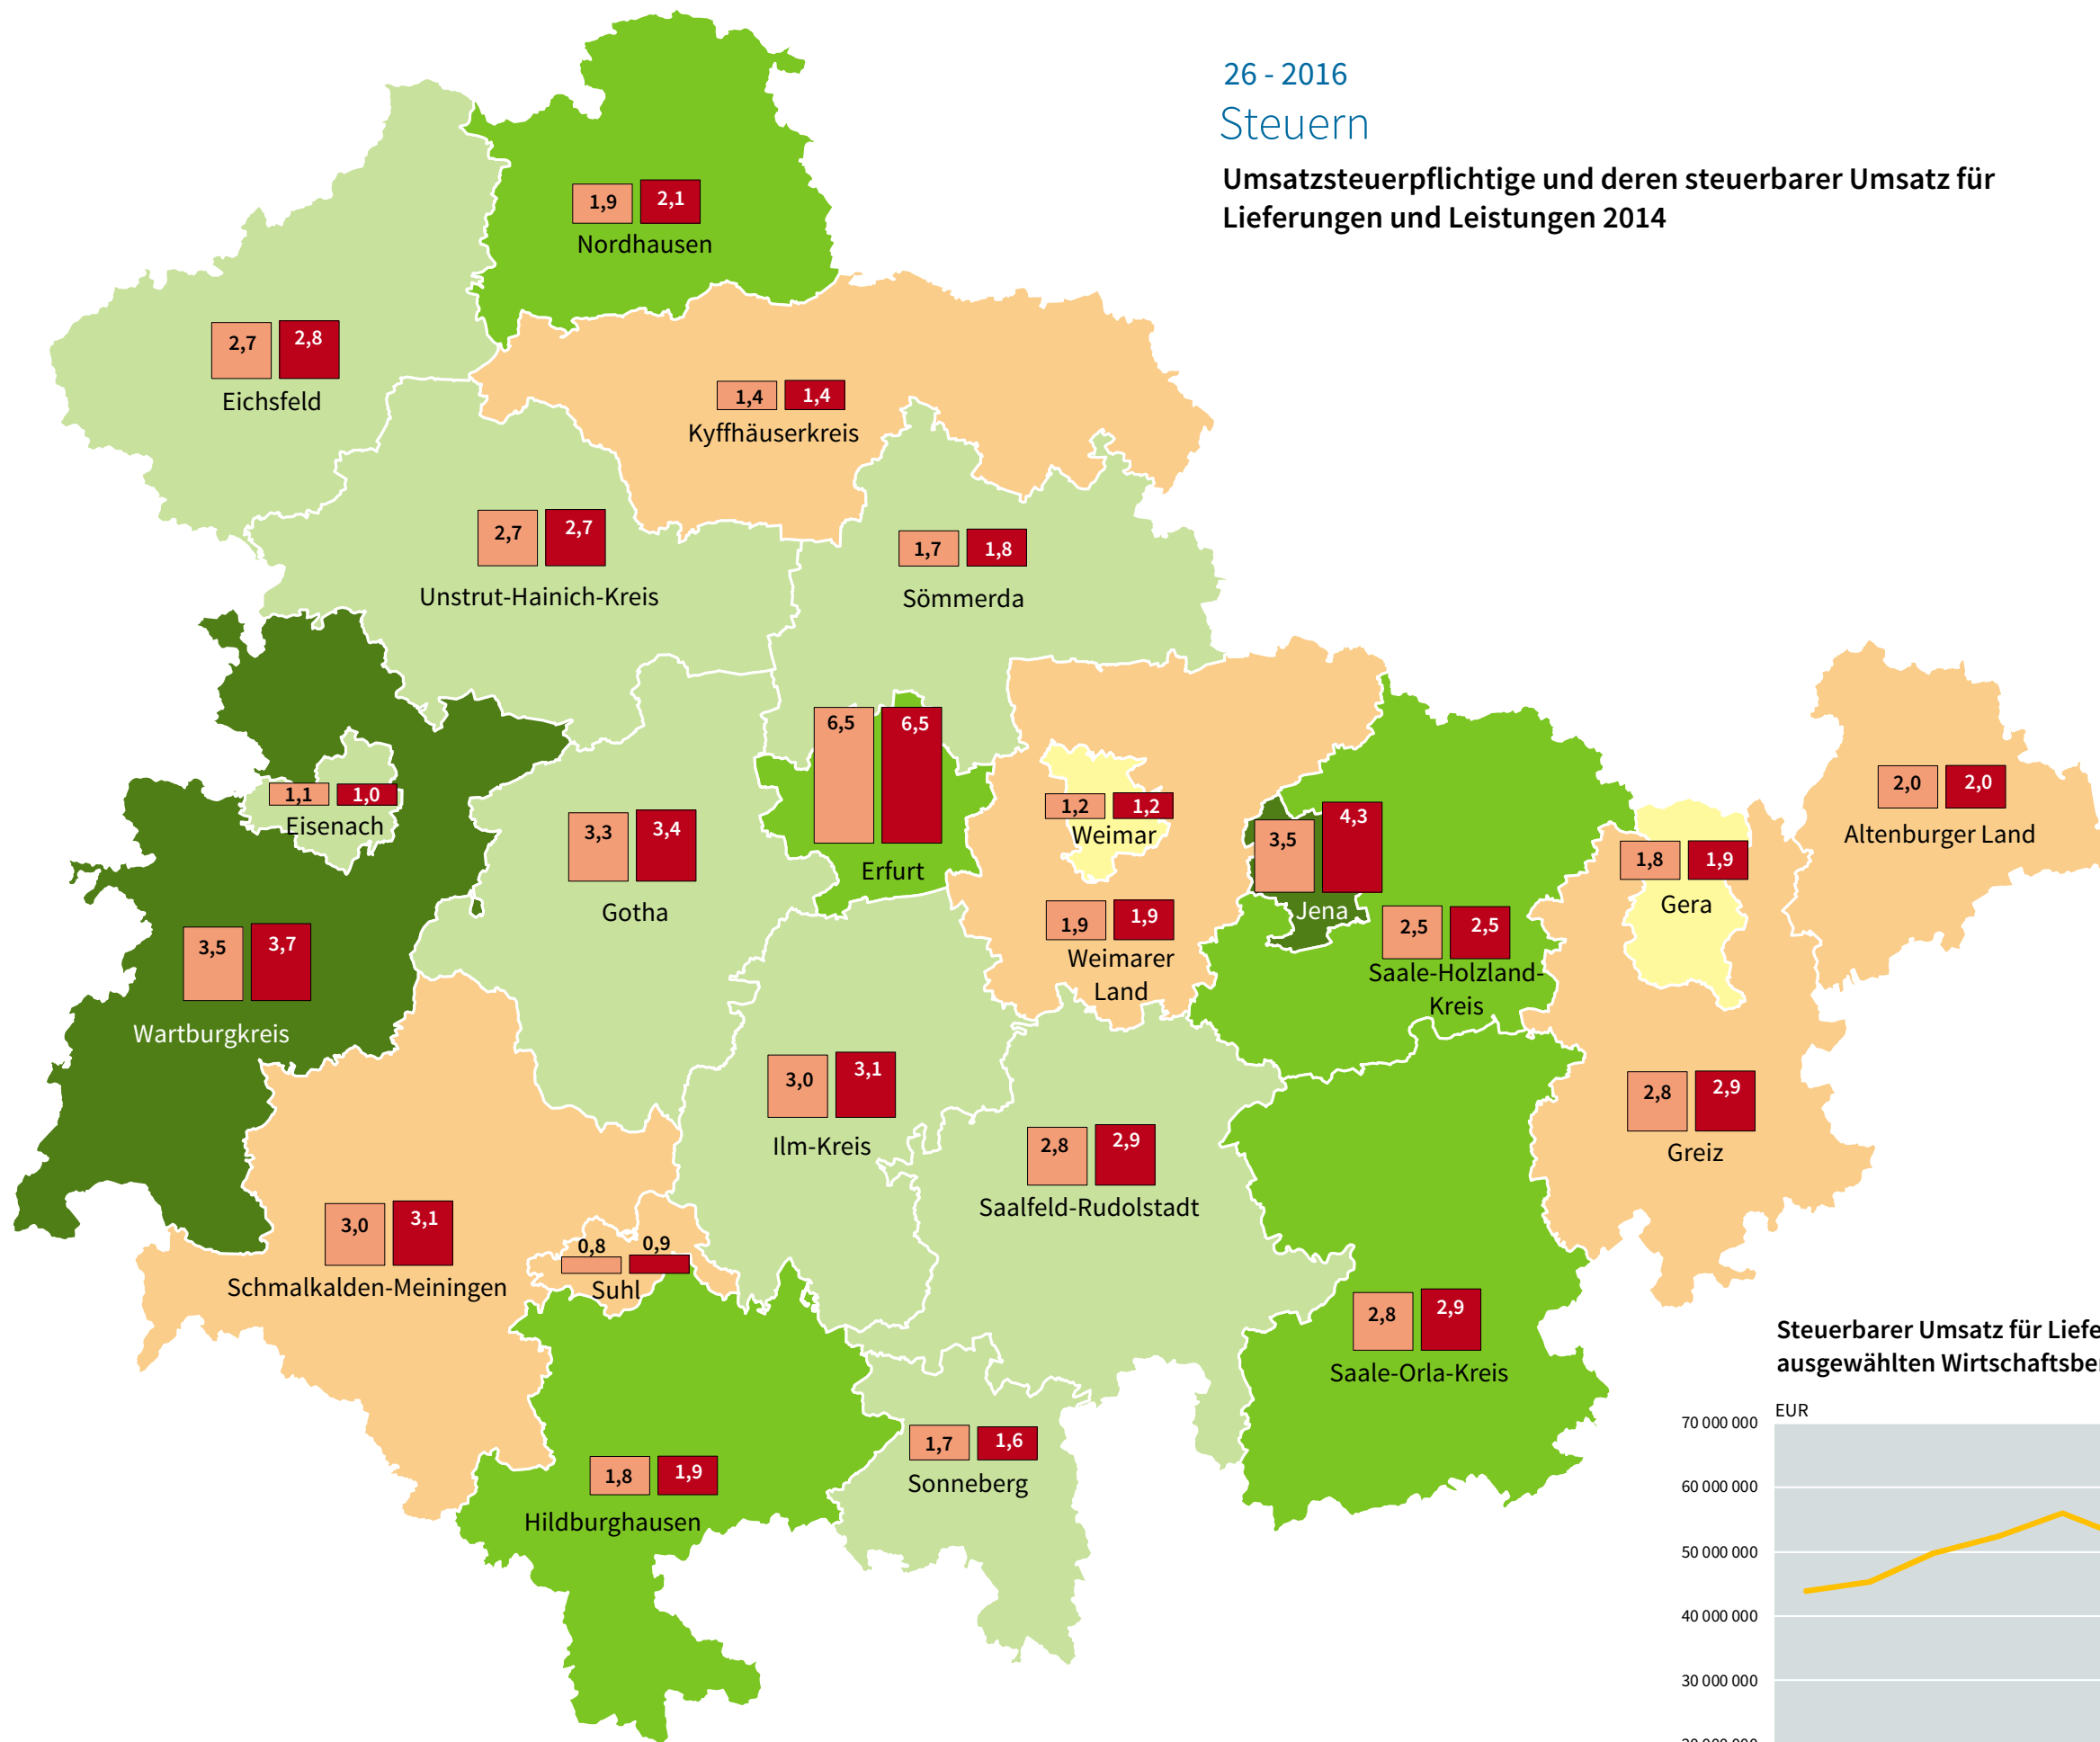 26 - 2016
Steuern
Umsatzsteuerpflichtige und deren steuerbarer Umsatz für
Lieferungen und Leistungen 2014
1,9 2,1
Nordhausen
2,7 2,8
Eichsfeld
1,4 1,4
Kyffhäuserkreis
2,7 2,7
Unstrut-Hainich-Kreis
1,7 1,8
Sömmerda
6,5 6,5
Erfurt
1,1 1,0
Eisenach
3,3 3,4
Gotha
1,2 1,2
Weimar
1,9 1,9
Weimarer
Land
3,5 4,3
Jena
2,5 2,5
Saale-Holzland-
Kreis
1,8 1,9
Gera
2,0 2,0
Altenburger Land
3,5 3,7
Wartburgkreis
3,0 3,1
Ilm-Kreis
2,8 2,9
Saalfeld-Rudolstadt
2,8 2,9
Greiz
3,0 3,1
Schmalkalden-Meiningen
0,8 0,9
Suhl
2,8 2,9
Saale-Orla-Kreis
1,8 1,9
Hildburghausen
1,7 1,6
Sonneberg
Steuerbarer Umsatz für
ausgewählten
EUR
70 000 000
60 000 000
50 000 000
40 000 000
30 000 000